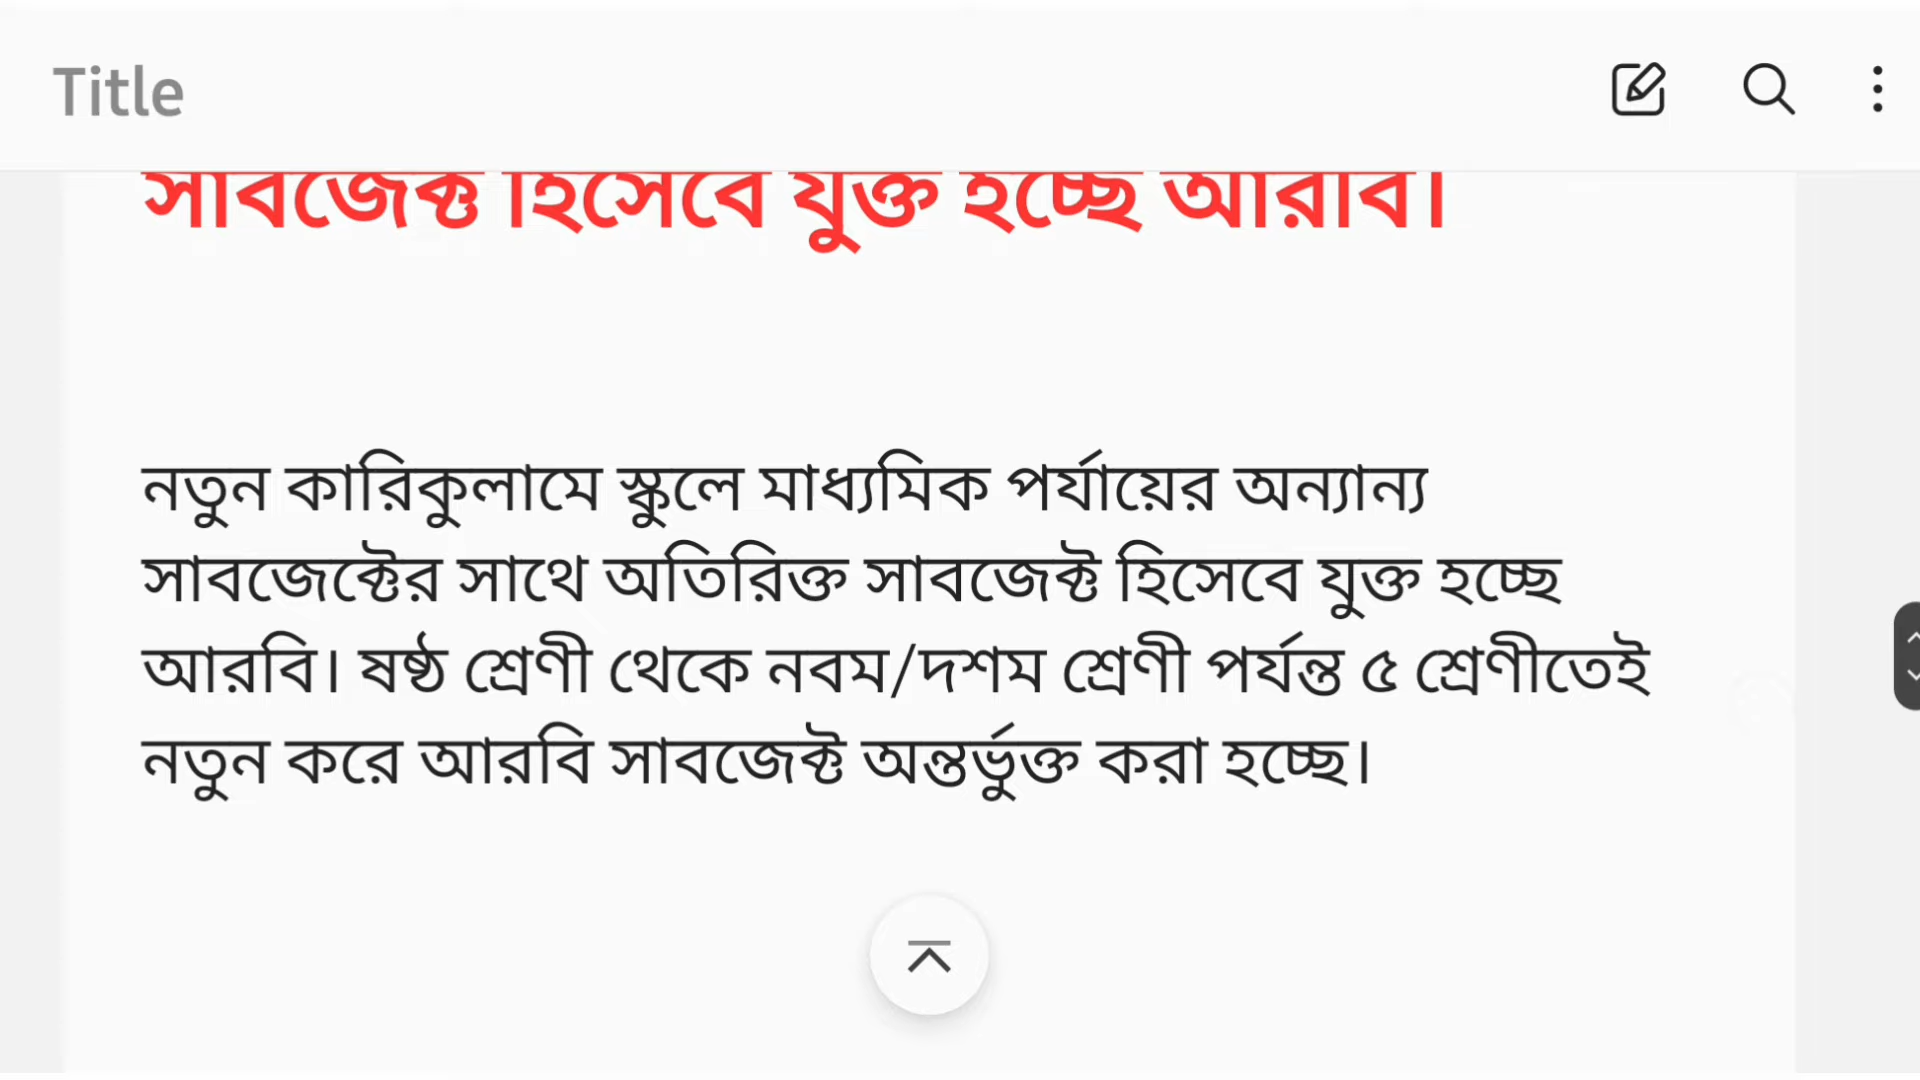 Title
সাবজেক্ট হিসেবে যুক্ত হচ্ছে আরবি।
নতুন কারিকুলামে স্কুলে মাধ্যমিক পর্যায়ের অন্যান্য
সাবজেক্টের সাথে অতিরিক্ত সাবজেক্ট হিসেবে যুক্ত হচ্ছে
আরবি। ষষ্ঠ শ্রেণী থেকে নবম/দশম শ্রেণী পর্যন্ত ৫ শ্রেণীতেই
নতুন করে আরবি সাবজেক্ট অন্তর্ভুক্ত করা হচ্ছে।